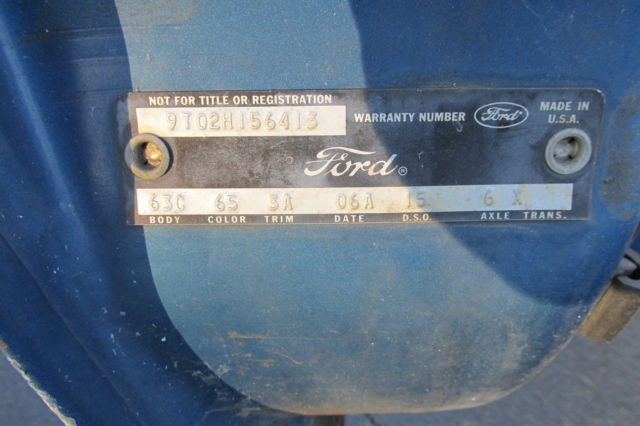 NOT FOR TITLE OR REGISTRATION
9T02H156413
WARRANTY NUMBER
Ford
MADE IN
U.S.A.
Ford®
63C 65 3A 06A 15 6 X
BODY COLOR TRIM DATE D.S.O. AXLE TRANS.